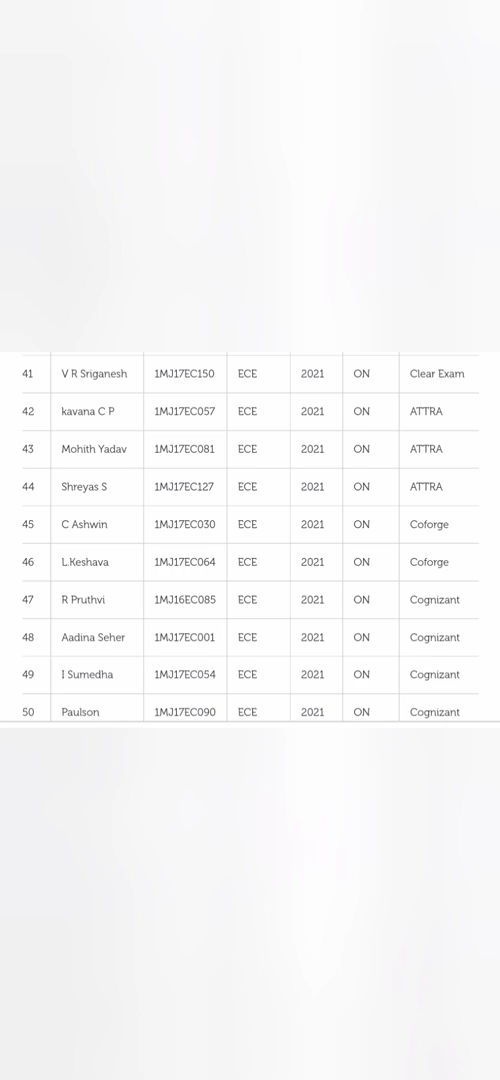 41 V R Sriganesh 1MJ17EC150 ECE 2021 ON Clear Exam
42 kavana C P 1MJ17EC057 ECE 2021 ON ATTRA
43 Mohith Yadav 1MJ17EC081 ECE 2021 ON ATTRA
44 Shreyas S 1MJ17EC127 ECE 2021 ON ATTRA
45 C Ashwin 1MJ17EC030 ECE 2021 ON Coforge
46 L.Keshava 1MJ17EC064 ECE 2021 ON Coforge
47 R Pruthvi 1MJ16EC085 ECE 2021 ON Cognizant
48 Aadina Seher 1MJ17EC001 ECE 2021 ON Cognizant
49 I Sumedha 1MJ17EC054 ECE 2021 ON Cognizant
50 Paulson 1MJ17EC090 ECE 2021 ON Cognizant